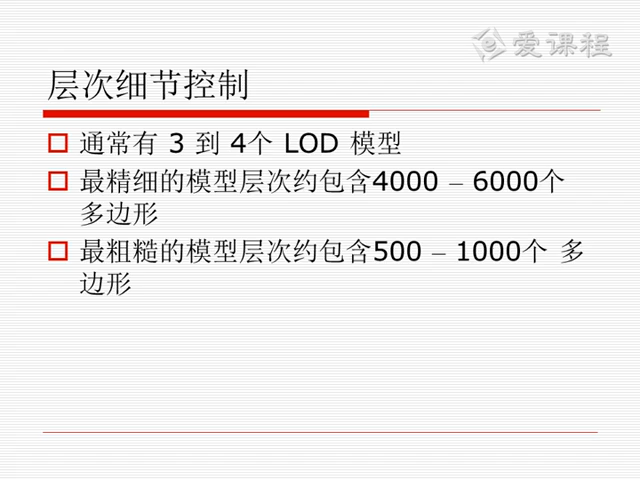 爱课程
层次细节控制
通常有 3 到 4个 LOD 模型
最精细的模型层次约包含4000 – 6000个
多边形
最粗糙的模型层次约包含500 – 1000个 多
边形